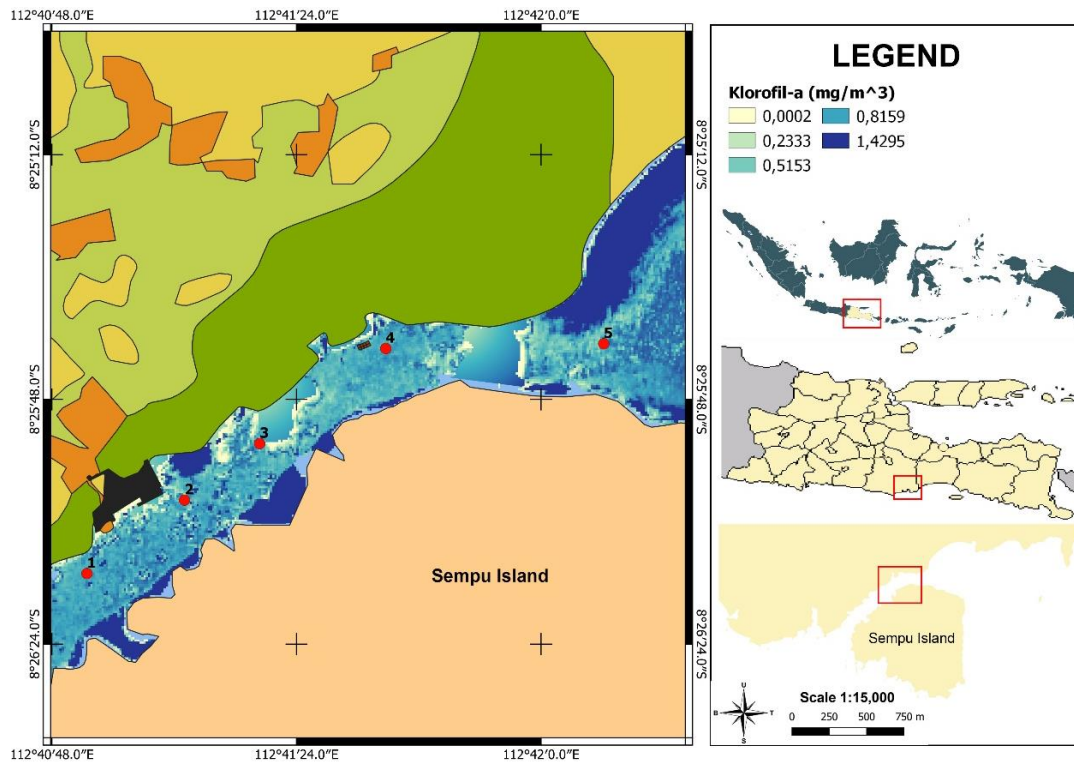 112°40′48.0″E 112°41′24.0″E 112°42′0.0″E
8°25′12.0″S 8°25′12.0″S
8°25′48.0″S 8°25′48.0″S
8°26′24.0″S 8°26′24.0″S
4
5
3
2
1
Sempu Island
112°40′48.0″E 112°41′24.0″E 112°42′0.0″E
LEGEND
Klorofil-a (mg/m^3)
0,0002 0,8159
0,2333 1,4295
0,5153
Sempu Island
U
B T
S
Scale 1:15,000
0 250 500 750 m